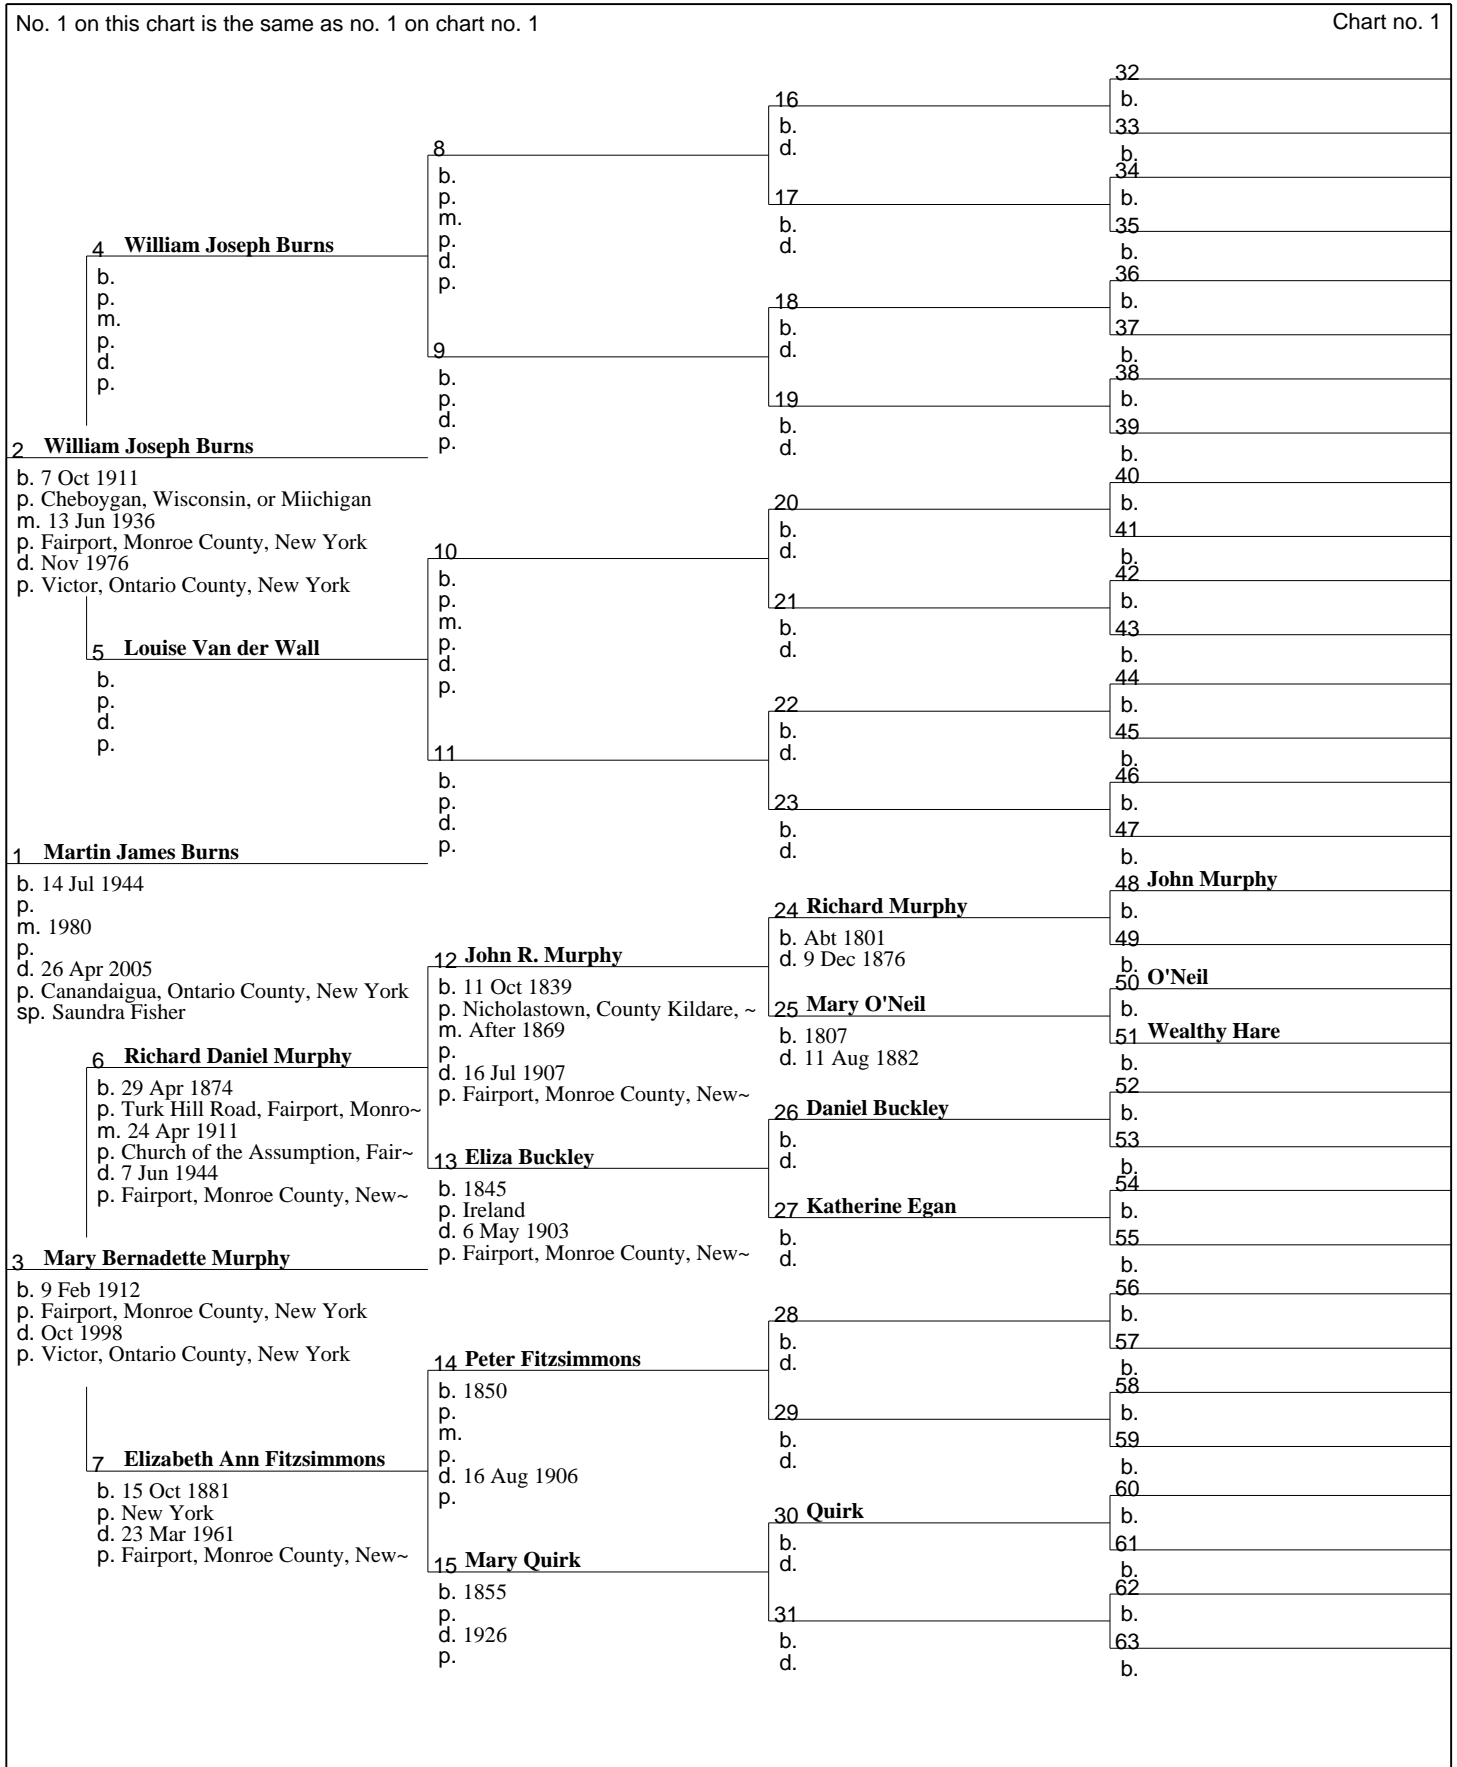 No. 1 on this chart is the same as no. 1 on chart no. 1
Chart no. 1
1 Martin James Burns
b. 14 Jul 1944
p.
m. 1980
p.
d. 26 Apr 2005
p. Canandaigua, Ontario County, New York
sp. Saundra Fisher
2 William Joseph Burns
b. 7 Oct 1911
p. Cheboygan, Wisconsin, or Miichigan
m. 13 Jun 1936
p. Fairport, Monroe County, New York
d. Nov 1976
p. Victor, Ontario County, New York
3 Mary Bernadette Murphy
b. 9 Feb 1912
p. Fairport, Monroe County, New York
d. Oct 1998
p. Victor, Ontario County, New York
4 William Joseph Burns
b.
p.
m.
p.
d.
p.
5 Louise Van der Wall
b.
p.
d.
p.
6 Richard Daniel Murphy
b. 29 Apr 1874
p. Turk Hill Road, Fairport, Monro~
m. 24 Apr 1911
p. Church of the Assumption, Fair~
d. 7 Jun 1944
p. Fairport, Monroe County, New~
7 Elizabeth Ann Fitzsimmons
b. 15 Oct 1881
p. New York
d. 23 Mar 1961
p. Fairport, Monroe County, New~
8
b.
p.
m.
p.
d.
p.
9
b.
p.
d.
p.
10
b.
p.
m.
p.
d.
p.
11
b.
p.
d.
p.
12 John R. Murphy
b. 11 Oct 1839
p. Nicholastown, County Kildare, ~
m. After 1869
p.
d. 16 Jul 1907
p. Fairport, Monroe County, New~
13 Eliza Buckley
b. 1845
p. Ireland
d. 6 May 1903
p. Fairport, Monroe County, New~
14 Peter Fitzsimmons
b. 1850
p.
m.
p.
d. 16 Aug 1906
p.
15 Mary Quirk
b. 1855
p.
d. 1926
p.
16
b.
d.
17
b.
d.
18
b.
d.
19
b.
d.
20
b.
d.
21
b.
d.
22
b.
d.
23
b.
d.
24 Richard Murphy
b. Abt 1801
d. 9 Dec 1876
25 Mary O'Neil
b. 1807
d. 11 Aug 1882
26 Daniel Buckley
b.
d.
27 Katherine Egan
b.
d.
28
b.
d.
29
b.
d.
30 Quirk
b.
d.
31
b.
d.
32
b.
33
b.
34
b.
35
b.
36
b.
37
b.
38
b.
39
b.
40
b.
41
b.
42
b.
43
b.
44
b.
45
b.
46
b.
47
b.
48 John Murphy
b.
49
b.
50 O'Neil
b.
51 Wealthy Hare
b.
52
b.
53
b.
54
b.
55
b.
56
b.
57
b.
58
b.
59
b.
60
b.
61
b.
62
b.
63
b.